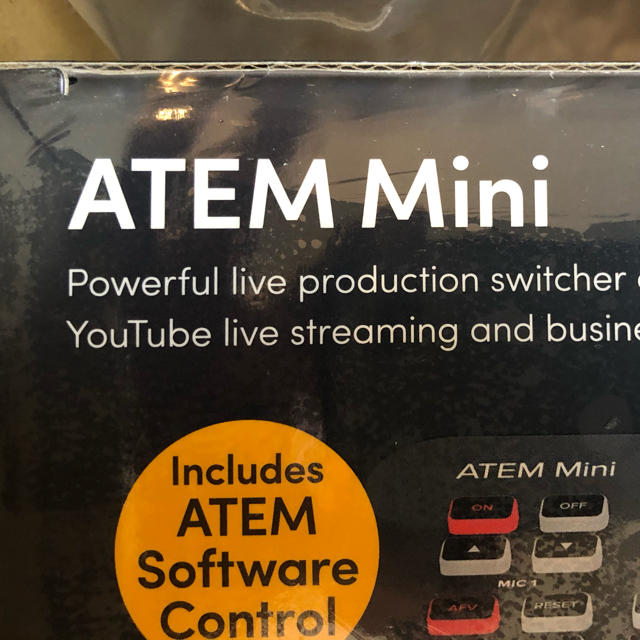 ATEM Mini
Powerful live production switcher
YouTube live streaming and
Includes
ATEM
Software
Control
ATEM Mini
ON OFF
MIC 1
AFV RESET